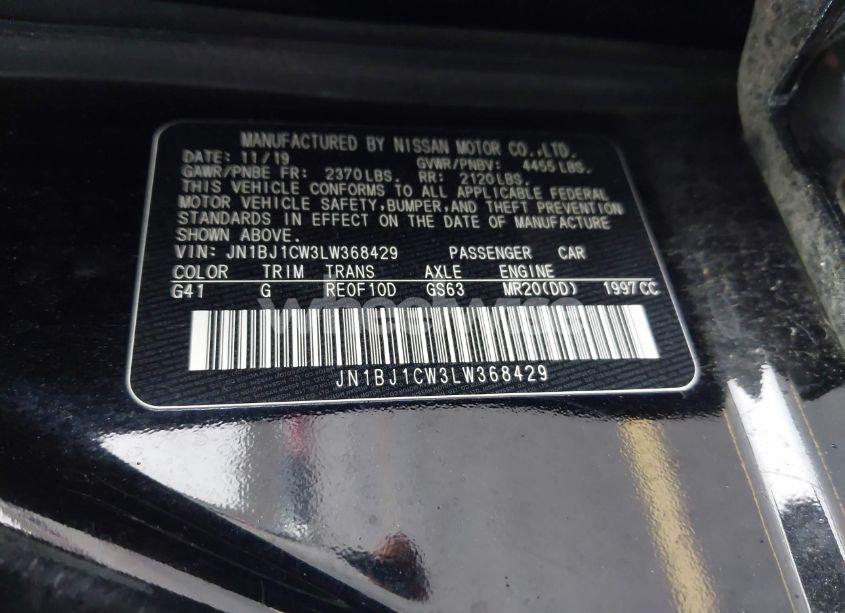 MANUFACTURED BY NISSAN MOTOR CO.,LTD.
DATE: 11/19 GVWR/PNBV: 4455 LBS.
GAWR/PNBE FR: 2370 LBS. RR: 2120 LBS.
THIS VEHICLE CONFORMS TO ALL APPLICABLE FEDERAL
MOTOR VEHICLE SAFETY,BUMPER,AND THEFT PREVENTION
STANDARDS IN EFFECT ON THE DATE OF MANUFACTURE
SHOWN ABOVE.
VIN: JN1BJ1CW3LW368429 PASSENGER CAR
COLOR TRIM TRANS AXLE ENGINE
G41 G RE0F10D GS63 MR20(DD) 1997CC
JN1BJ1CW3LW368429